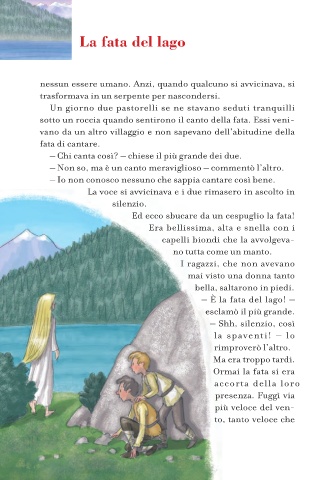 La fata del lago
nessun essere umano. Anzi, quando qualcuno si avvicinava, si
trasformava in un serpente per nascondersi.
Un giorno due pastorelli se ne stavano seduti tranquilli
sotto un roccia quando sentirono il canto della fata. Essi veni-
vano da un altro villaggio e non sapevano dell'abitudine della
fata di cantare.
– Chi canta così? – chiese il più grande dei due.
– Non so, ma è un canto meraviglioso – commentò l'altro.
– Io non conosco nessuno che sappia cantare così bene.
La voce si avvicinava e i due rimasero in ascolto in
silenzio.
Ed ecco sbucare da un cespuglio la fata!
Era bellissima, alta e snella con i
capelli biondi che la avvolgeva-
no tutta come un manto.
I ragazzi, che non avevano
mai visto una donna tanto
bella, saltarono in piedi.
– È la fata del lago! –
esclamò il più grande.
– Shh, silenzio, così
la spaventi! – lo
rimproverò l'altro.
Ma era troppo tardi.
Ormai la fata si era
accorta della loro
presenza. Fuggì via
più veloce del ven-
to, tanto veloce che